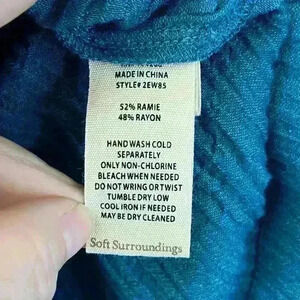 MADE IN CHINA
STYLE# 2EW85
52% RAMIE
48% RAYON
HAND WASH COLD
SEPARATELY
ONLY NON-CHLORINE
BLEACH WHEN NEEDED
DO NOT WRING OR TWIST
TUMBLE DRY LOW
COOL IRON IF NEEDED
MAY BE DRY CLEANED
Soft Surroundings